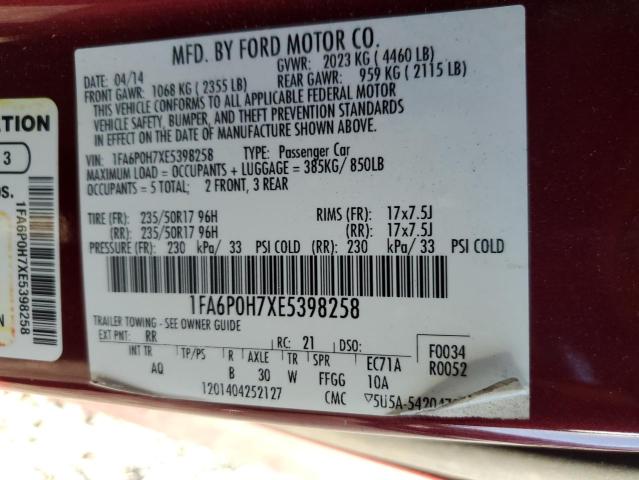 MFD. BY FORD MOTOR CO.
DATE: 04/14 GVWR: 2023 KG ( 4460 LB)
FRONT GAWR: 1068 KG ( 2355 LB) REAR GAWR: 959 KG ( 2115 LB)
THIS VEHICLE CONFORMS TO ALL APPLICABLE FEDERAL MOTOR
VEHICLE SAFETY, BUMPER, AND THEFT PREVENTION STANDARDS
IN EFFECT ON THE DATE OF MANUFACTURE SHOWN ABOVE.
VIN: 1FA6P0H7XE5398258 TYPE: Passenger Car
MAXIMUM LOAD = OCCUPANTS + LUGGAGE = 385KG/ 850LB
OCCUPANTS = 5 TOTAL; 2 FRONT, 3 REAR
TIRE (FR): 235/50R17 96H RIMS (FR): 17x7.5J
(RR): 235/50R17 96H (RR): 17x7.5J
PRESSURE (FR): 230 kPa/ 33 PSI COLD (RR): 230 kPa/ 33 PSI COLD
1FA6P0H7XE5398258
TRAILER TOWING - SEE OWNER GUIDE
EXT PNT: RR RC: 21 DSO: F0034
INT TR TP/PS R AXLE TR SPR EC71A R0052
AQ B 30 W FFGG 10A
1201404252127 CMC ▽5U5A-54204
3
1FA6P0H7XE5398258